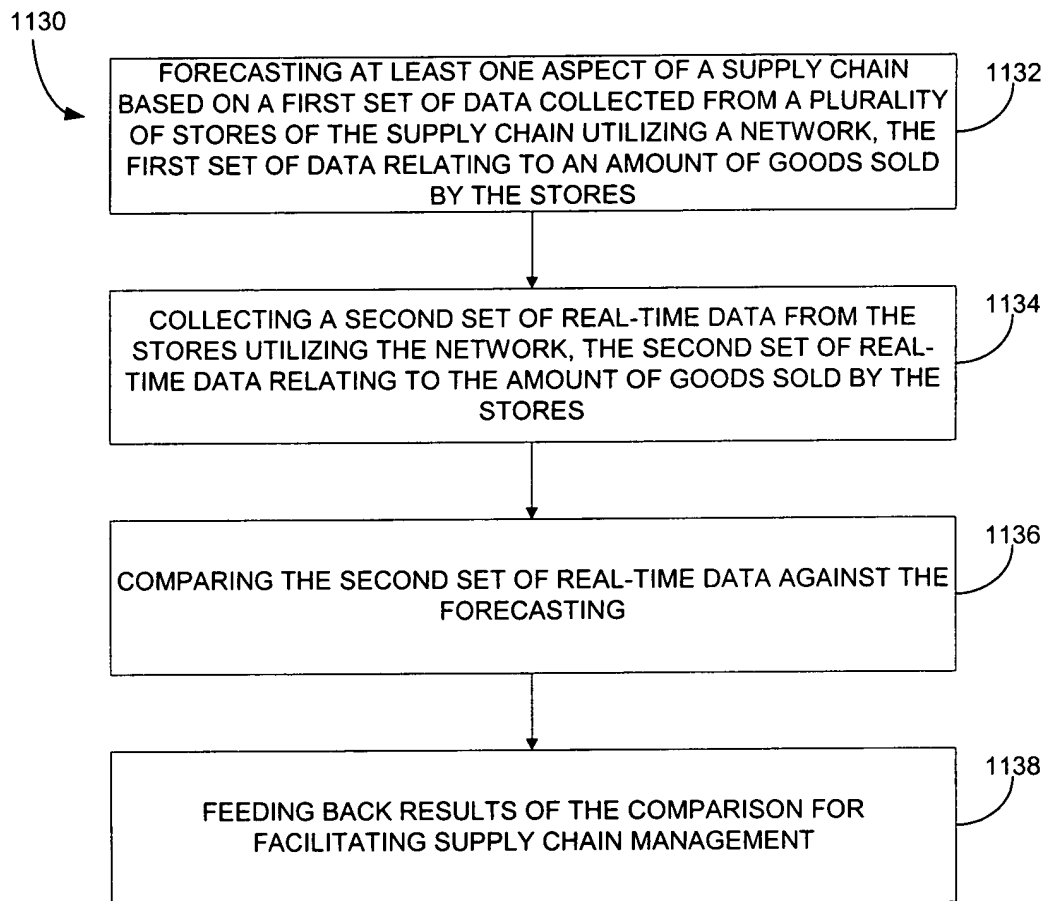 1130
FORECASTING AT LEAST ONE ASPECT OF A SUPPLY CHAIN
BASED ON A FIRST SET OF DATA COLLECTED FROM A PLURALITY
OF STORES OF THE SUPPLY CHAIN UTILIZING A NETWORK, THE
FIRST SET OF DATA RELATING TO AN AMOUNT OF GOODS SOLD
BY THE STORES
1132
COLLECTING A SECOND SET OF REAL-TIME DATA FROM THE
STORES UTILIZING THE NETWORK, THE SECOND SET OF REAL-
TIME DATA RELATING TO THE AMOUNT OF GOODS SOLD BY THE
STORES
1134
COMPARING THE SECOND SET OF REAL-TIME DATA AGAINST THE
FORECASTING
1136
FEEDING BACK RESULTS OF THE COMPARISON FOR
FACILITATING SUPPLY CHAIN MANAGEMENT
1138